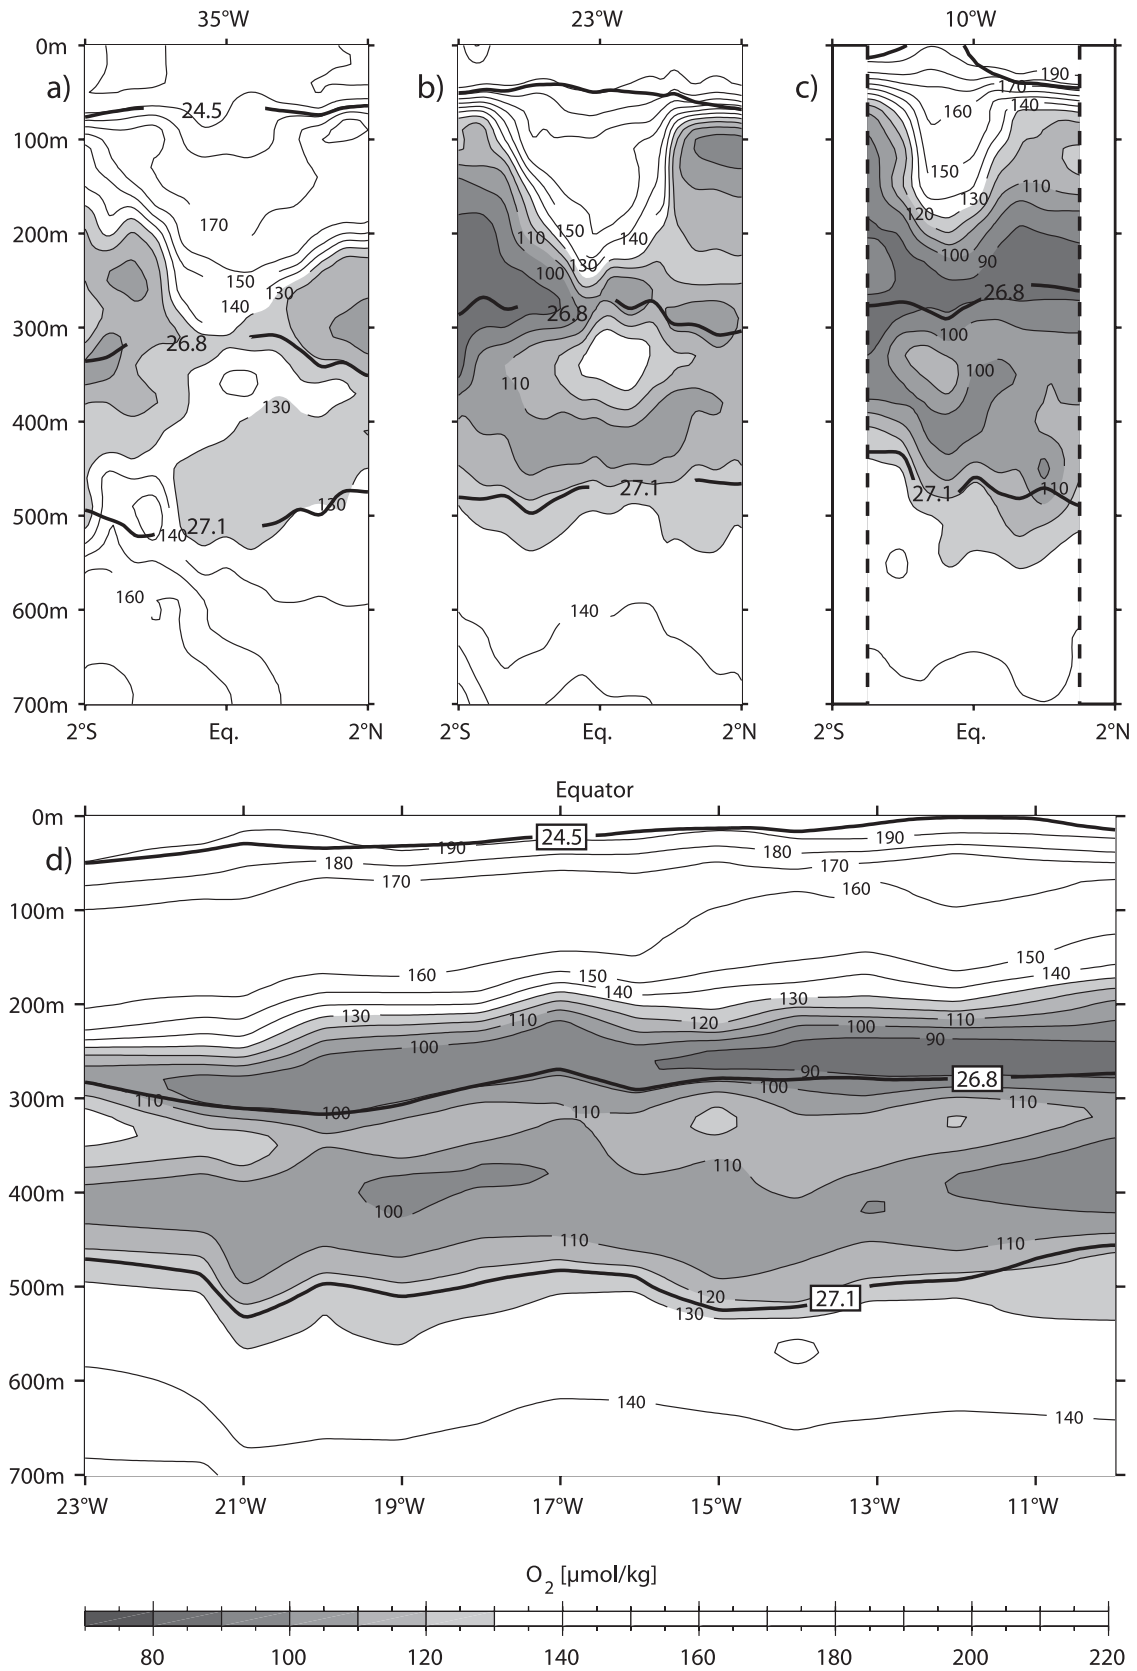 35°W 23°W 10°W
0m
a) b) c)
24.5 190
170
160 140
100m
150
130 110
170 120
200m 110 150 140
100 130 100 90
150 130
140 26.8
300m 26.8 26.8 100
110 100
130
400m
27.1 27.1 110
130
500m 140 27.1
160 140
600m
700m
2°S Eq. 2°N 2°S Eq. 2°N 2°S Eq. 2°N
Equator
0m
24.5
d) 190 190
180 180
170 170
160
100m
150
160 150 140
140 130
200m
130 110 120 100 110
100 90
90 26.8
100
300m 110 100 110 110
110
400m 100
110 110
500m 120 27.1
130
600m
140 140
700m
23°W 21°W 19°W 17°W 15°W 13°W 11°W
O2 [µmol/kg]
80 100 120 140 160 180 200 220